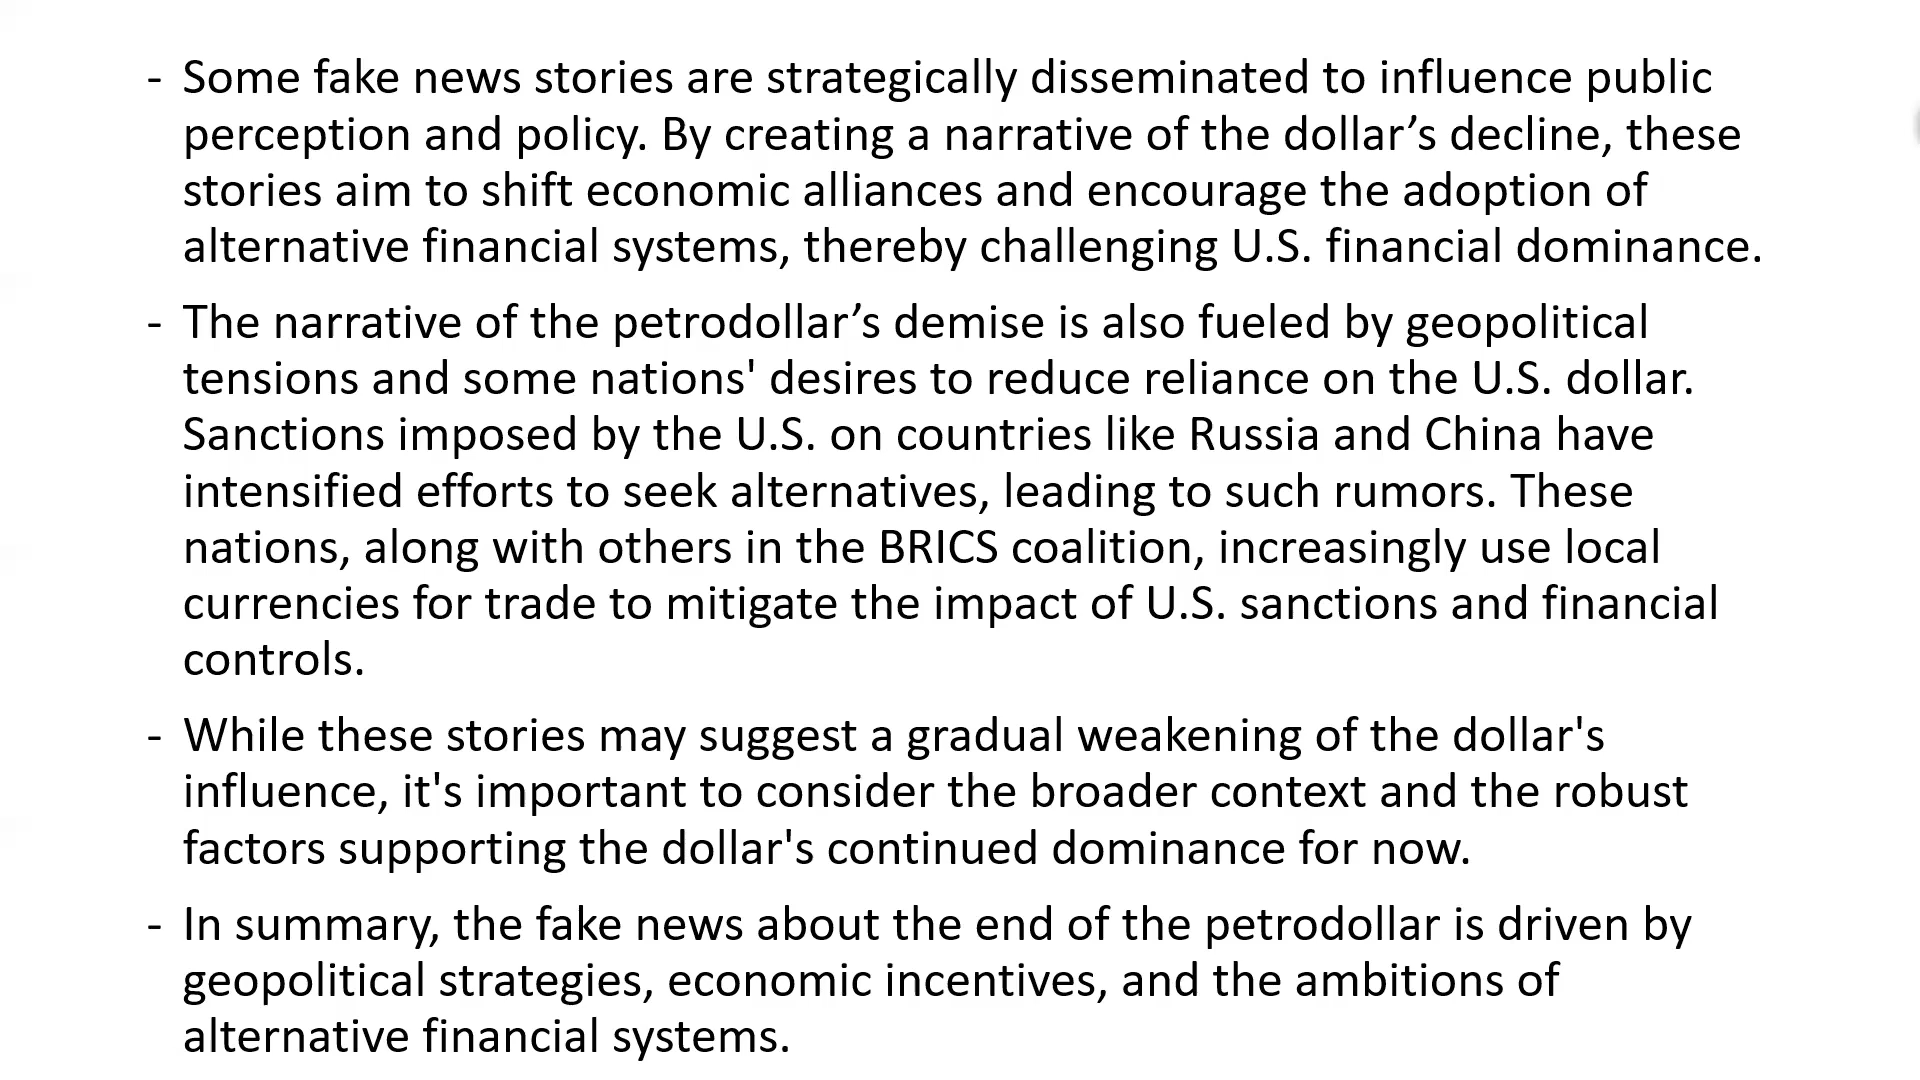 - Some fake news stories are strategically disseminated to influence public
perception and policy. By creating a narrative of the dollar’s decline, these
stories aim to shift economic alliances and encourage the adoption of
alternative financial systems, thereby challenging U.S. financial dominance.
- The narrative of the petrodollar’s demise is also fueled by geopolitical
tensions and some nations' desires to reduce reliance on the U.S. dollar.
Sanctions imposed by the U.S. on countries like Russia and China have
intensified efforts to seek alternatives, leading to such rumors. These
nations, along with others in the BRICS coalition, increasingly use local
currencies for trade to mitigate the impact of U.S. sanctions and financial
controls.
- While these stories may suggest a gradual weakening of the dollar's
influence, it's important to consider the broader context and the robust
factors supporting the dollar's continued dominance for now.
- In summary, the fake news about the end of the petrodollar is driven by
geopolitical strategies, economic incentives, and the ambitions of
alternative financial systems.